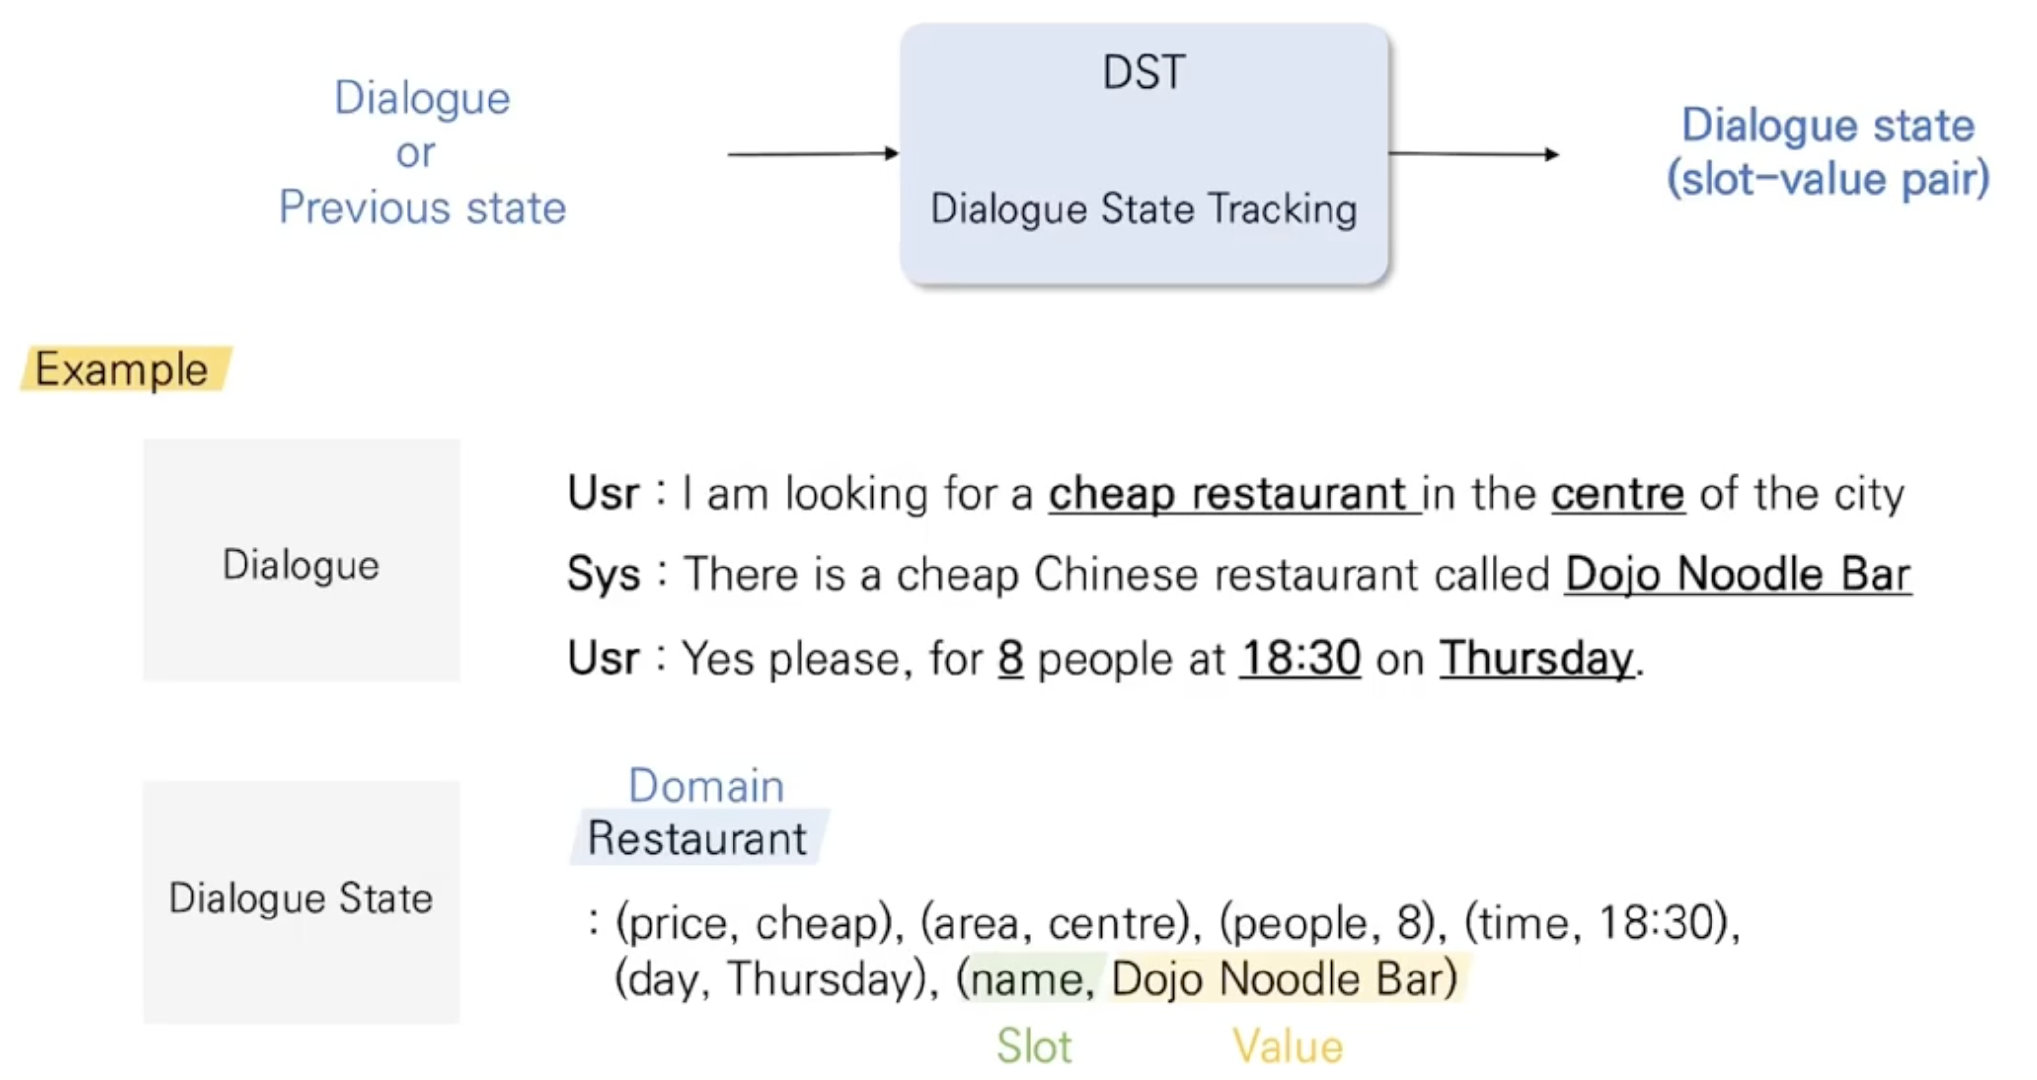 Dialogue
or
Previous state
DST
Dialogue State Tracking
Dialogue state
(slot-value pair)
Example
Dialogue
Usr : I am looking for a cheap restaurant in the centre of the city
Sys : There is a cheap Chinese restaurant called Dojo Noodle Bar
Usr : Yes please, for 8 people at 18:30 on Thursday.
Dialogue State
Domain
Restaurant
: (price, cheap), (area, centre), (people, 8), (time, 18:30),
(day, Thursday), (name, Dojo Noodle Bar)
Slot
Value